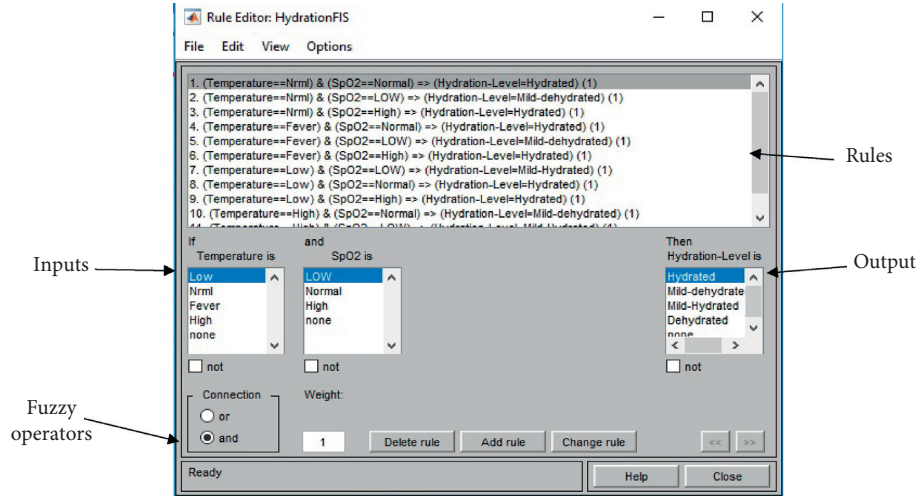 Rule Editor: HydrationFIS
File Edit View Options
1. (Temperature==Nrml) & (SpO2==Normal) => (Hydration-Level=Hydrated) (1)
2. (Temperature==Nrml) & (SpO2==LOW) => (Hydration-Level=Mild-dehydrated) (1)
3. (Temperature==Nrml) & (SpO2==High) => (Hydration-Level=Hydrated) (1)
4. (Temperature==Fever) & (SpO2==Normal) => (Hydration-Level=Hydrated) (1)
5. (Temperature==Fever) & (SpO2==LOW) => (Hydration-Level=Mild-dehydrated) (1)
6. (Temperature==Fever) & (SpO2==High) => (Hydration-Level=Hydrated) (1)
7. (Temperature==Low) & (SpO2==LOW) => (Hydration-Level=Mild-Hydrated) (1)
8. (Temperature==Low) & (SpO2==Normal) => (Hydration-Level=Hydrated) (1)
9. (Temperature==Low) & (SpO2==High) => (Hydration-Level=Hydrated) (1)
10. (Temperature==High) & (SpO2==Normal) => (Hydration-Level=Mild-dehydrated) (1)
Rules
If and Then
Temperature is SpO2 is Hydration-Level is
Inputs
Output
Low LOW Hydrated
Nrml Normal Mild-dehydrate
Fever High Mild-Hydrated
High none Dehydrated
none none
not not not
Connection Weight:
or
Fuzzy
operators
and 1 Delete rule Add rule Change rule << >>
Ready Help Close